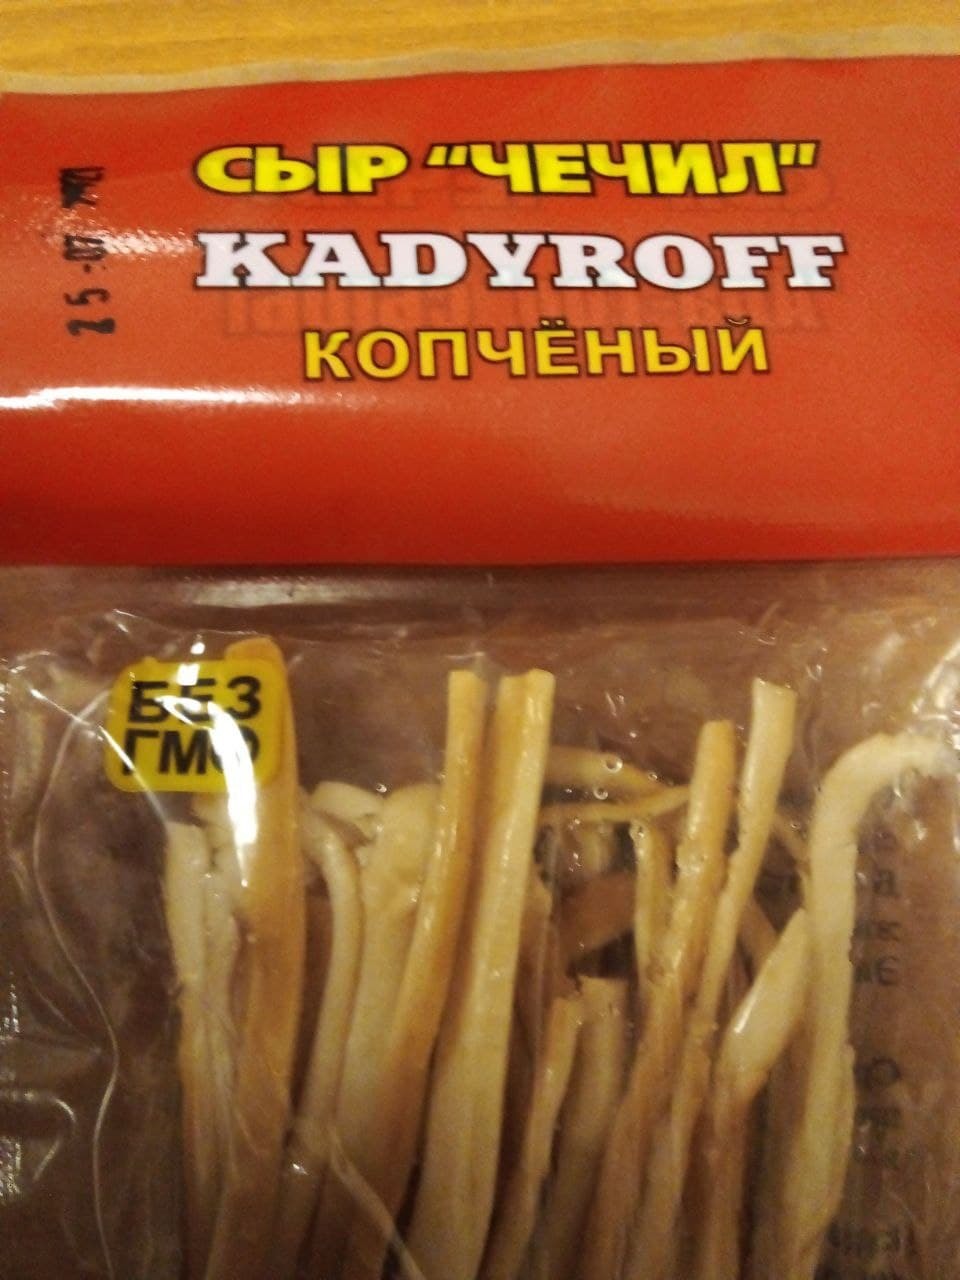 СЫР "ЧЕЧИЛ"
KADYROFF
КОПЧЁНЫЙ
25 07
БЕЗ
ГМО